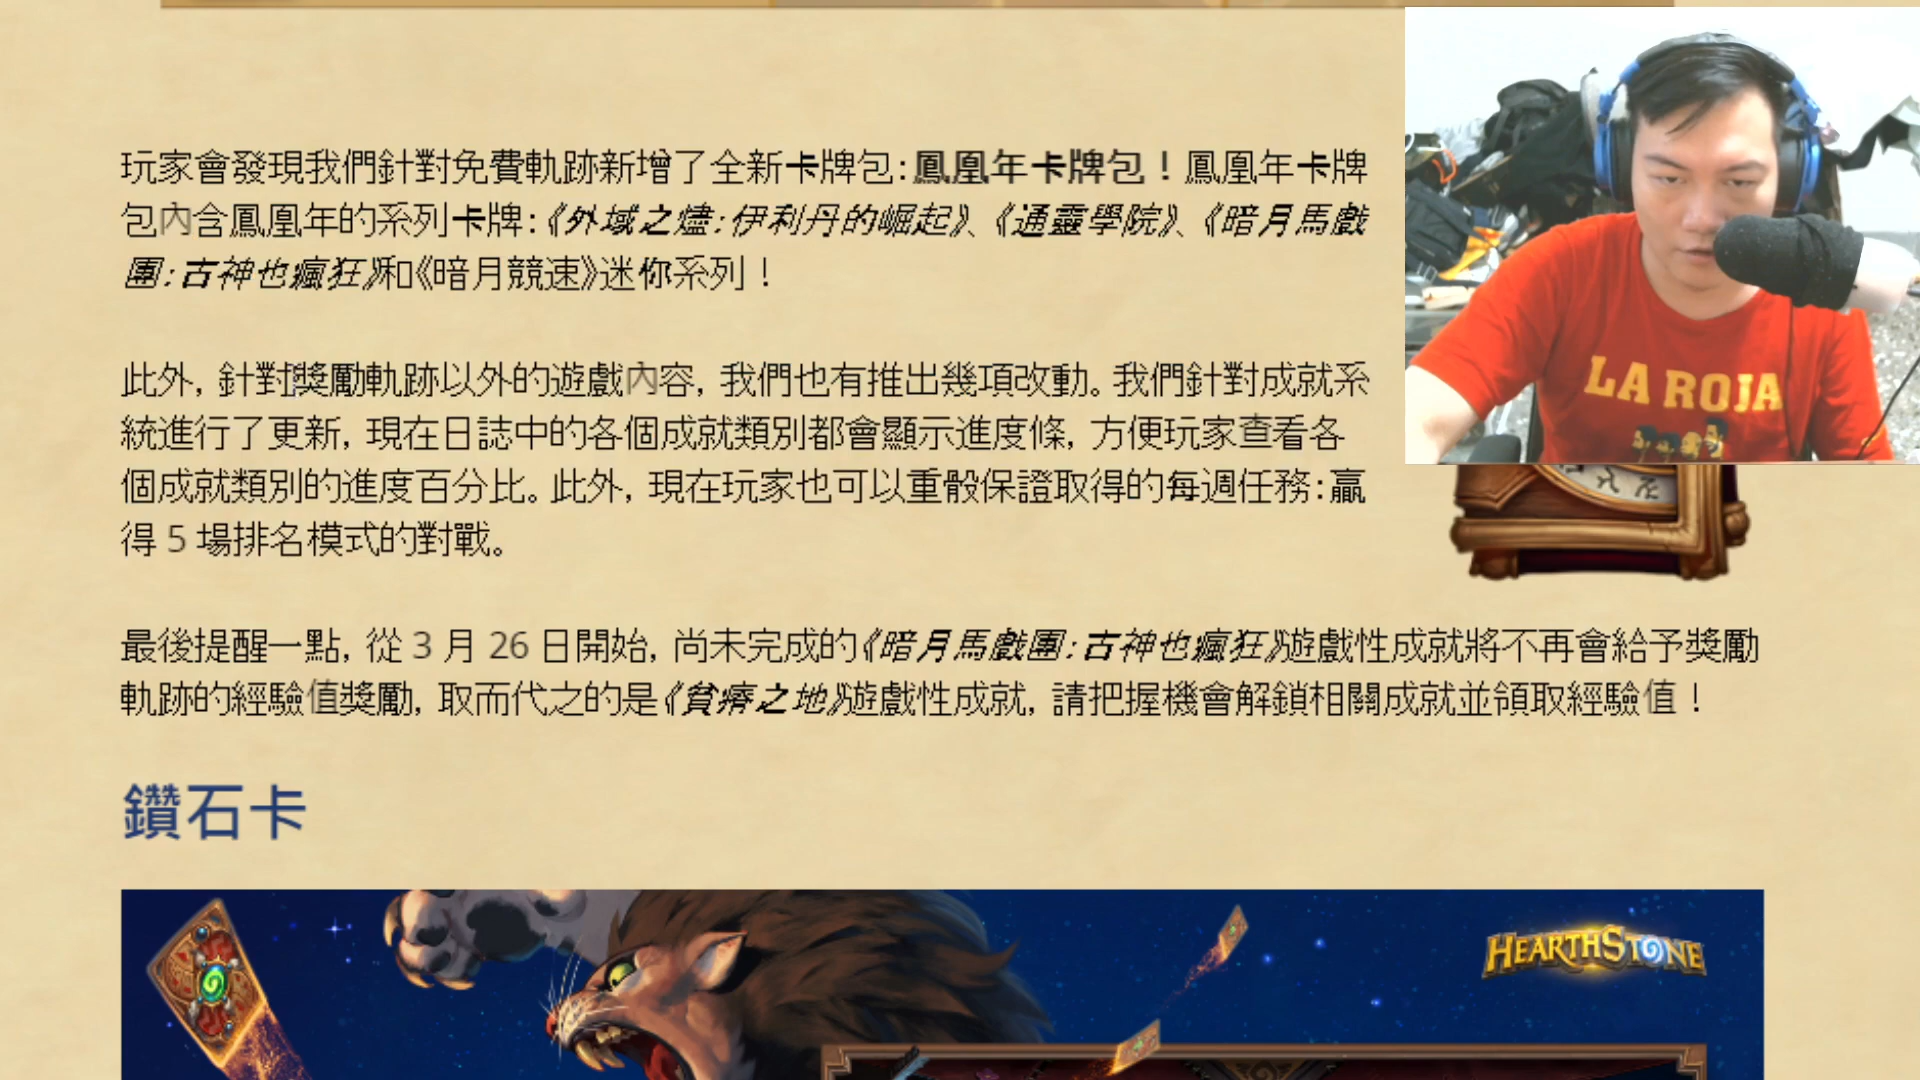 玩家會發現我們針對免費軌跡新增了全新卡牌包：鳳凰年卡牌包！鳳凰年卡牌
包內含鳳凰年的系列卡牌：《外域之燼：伊利丹的崛起》、《通靈學院》、《暗月馬戲
團：古神也瘋狂》和《暗月競速》迷你系列！
此外，針對獎勵軌跡以外的遊戲內容，我們也有推出幾項改動。我們針對成就系
統進行了更新，現在日誌中的各個成就類別都會顯示進度條，方便玩家查看各
個成就類別的進度百分比。此外，現在玩家也可以重骰保證取得的每週任務：贏
得 5 場排名模式的對戰。
最後提醒一點，從 3 月 26 日開始，尚未完成的《暗月馬戲團：古神也瘋狂》遊戲性成就將不再會給予獎勵
軌跡的經驗值獎勵，取而代之的是《貧瘠之地》遊戲性成就，請把握機會解鎖相關成就並領取經驗值！
鑽石卡
HEARTHSTONE
LA ROJA